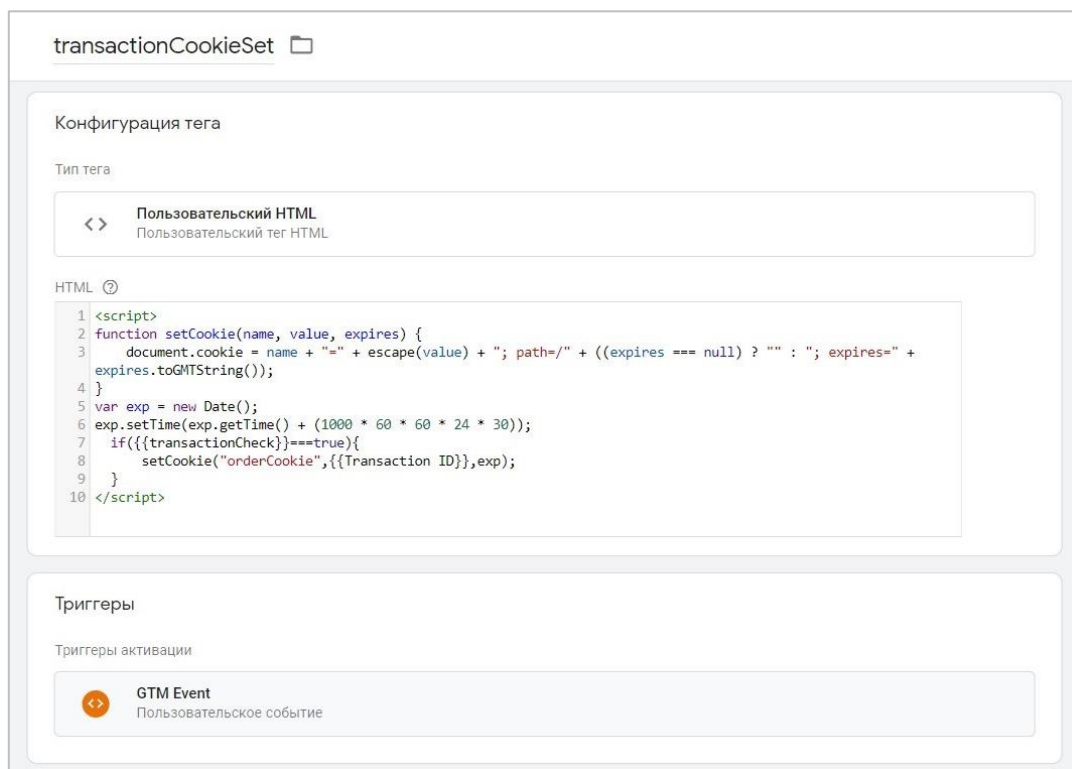 transactionCookieSet
Конфигурация тега
Тип тега
Пользовательский HTML
Пользовательский тег HTML
HTML
1 <script>
2 function setCookie(name, value, expires) {
3     document.cookie = name + "=" + escape(value) + "; path=/" + ((expires === null) ? "" : "; expires=" +
expires.toGMTString());
4 }
5 var exp = new Date();
6 exp.setTime(exp.getTime() + (1000 * 60 * 60 * 24 * 30));
7   if({{transactionCheck}}===true){
8       setCookie("orderCookie",{{Transaction ID}},exp);
9   }
10 </script>
Триггеры
Триггеры активации
GTM Event
Пользовательское событие